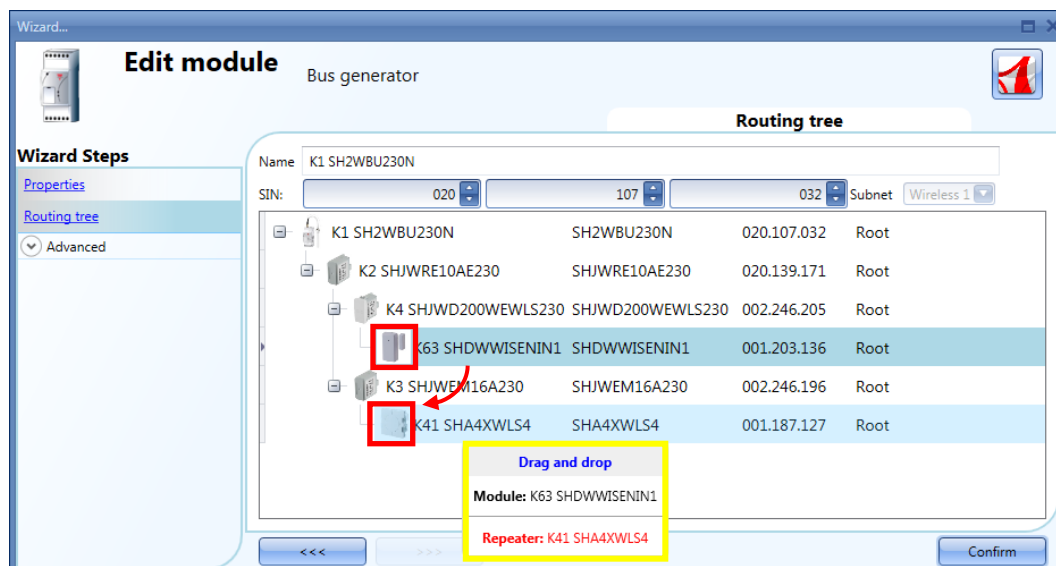 Wizard...
Edit module Bus generator
Routing tree
Wizard Steps
Properties
Routing tree
Advanced
Name K1 SH2WBU230N
SIN: 020 107 032 Subnet Wireless 1
K1 SH2WBU230N SH2WBU230N 020.107.032 Root
K2 SHJWRE10AE230 SHJWRE10AE230 020.139.171 Root
K4 SHJWD200WEWLS230 SHJWD200WEWLS230 002.246.205 Root
K63 SHDWWISENIN1 SHDWWISENIN1 001.203.136 Root
K3 SHJWEM16A230 SHJWEM16A230 002.246.196 Root
K41 SHA4XWLS4 SHA4XWLS4 001.187.127 Root
Drag and drop
Module: K63 SHDWWISENIN1
Repeater: K41 SHA4XWLS4
<<< >>> Confirm